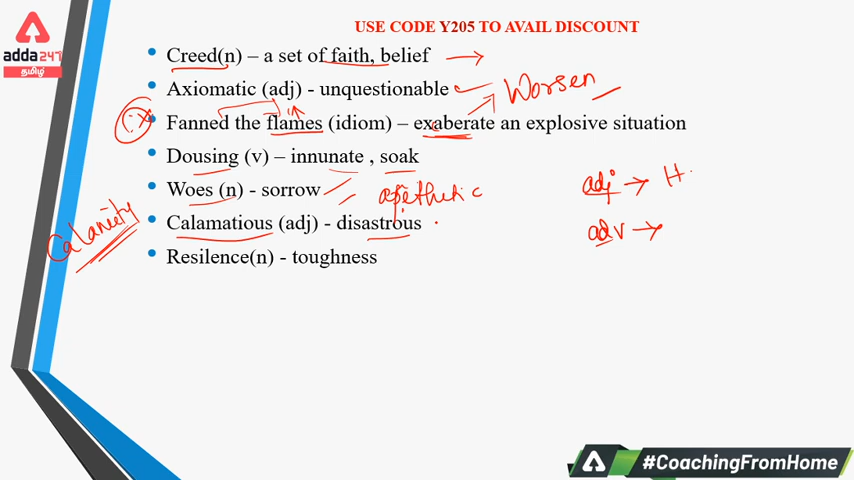 USE CODE Y205 TO AVAIL DISCOUNT
adda247
தமிழ்
Creed(n) – a set of faith, belief
Axiomatic (adj) - unquestionable
Worsen
Fanned the flames (idiom) – exaberate an explosive situation
Dousing (v) – innunate , soak
Woes (n) - sorrow
apethetic
adj → H
Calamity
Calamatious (adj) - disastrous
adv →
Resilence(n) - toughness
#CoachingFromHome